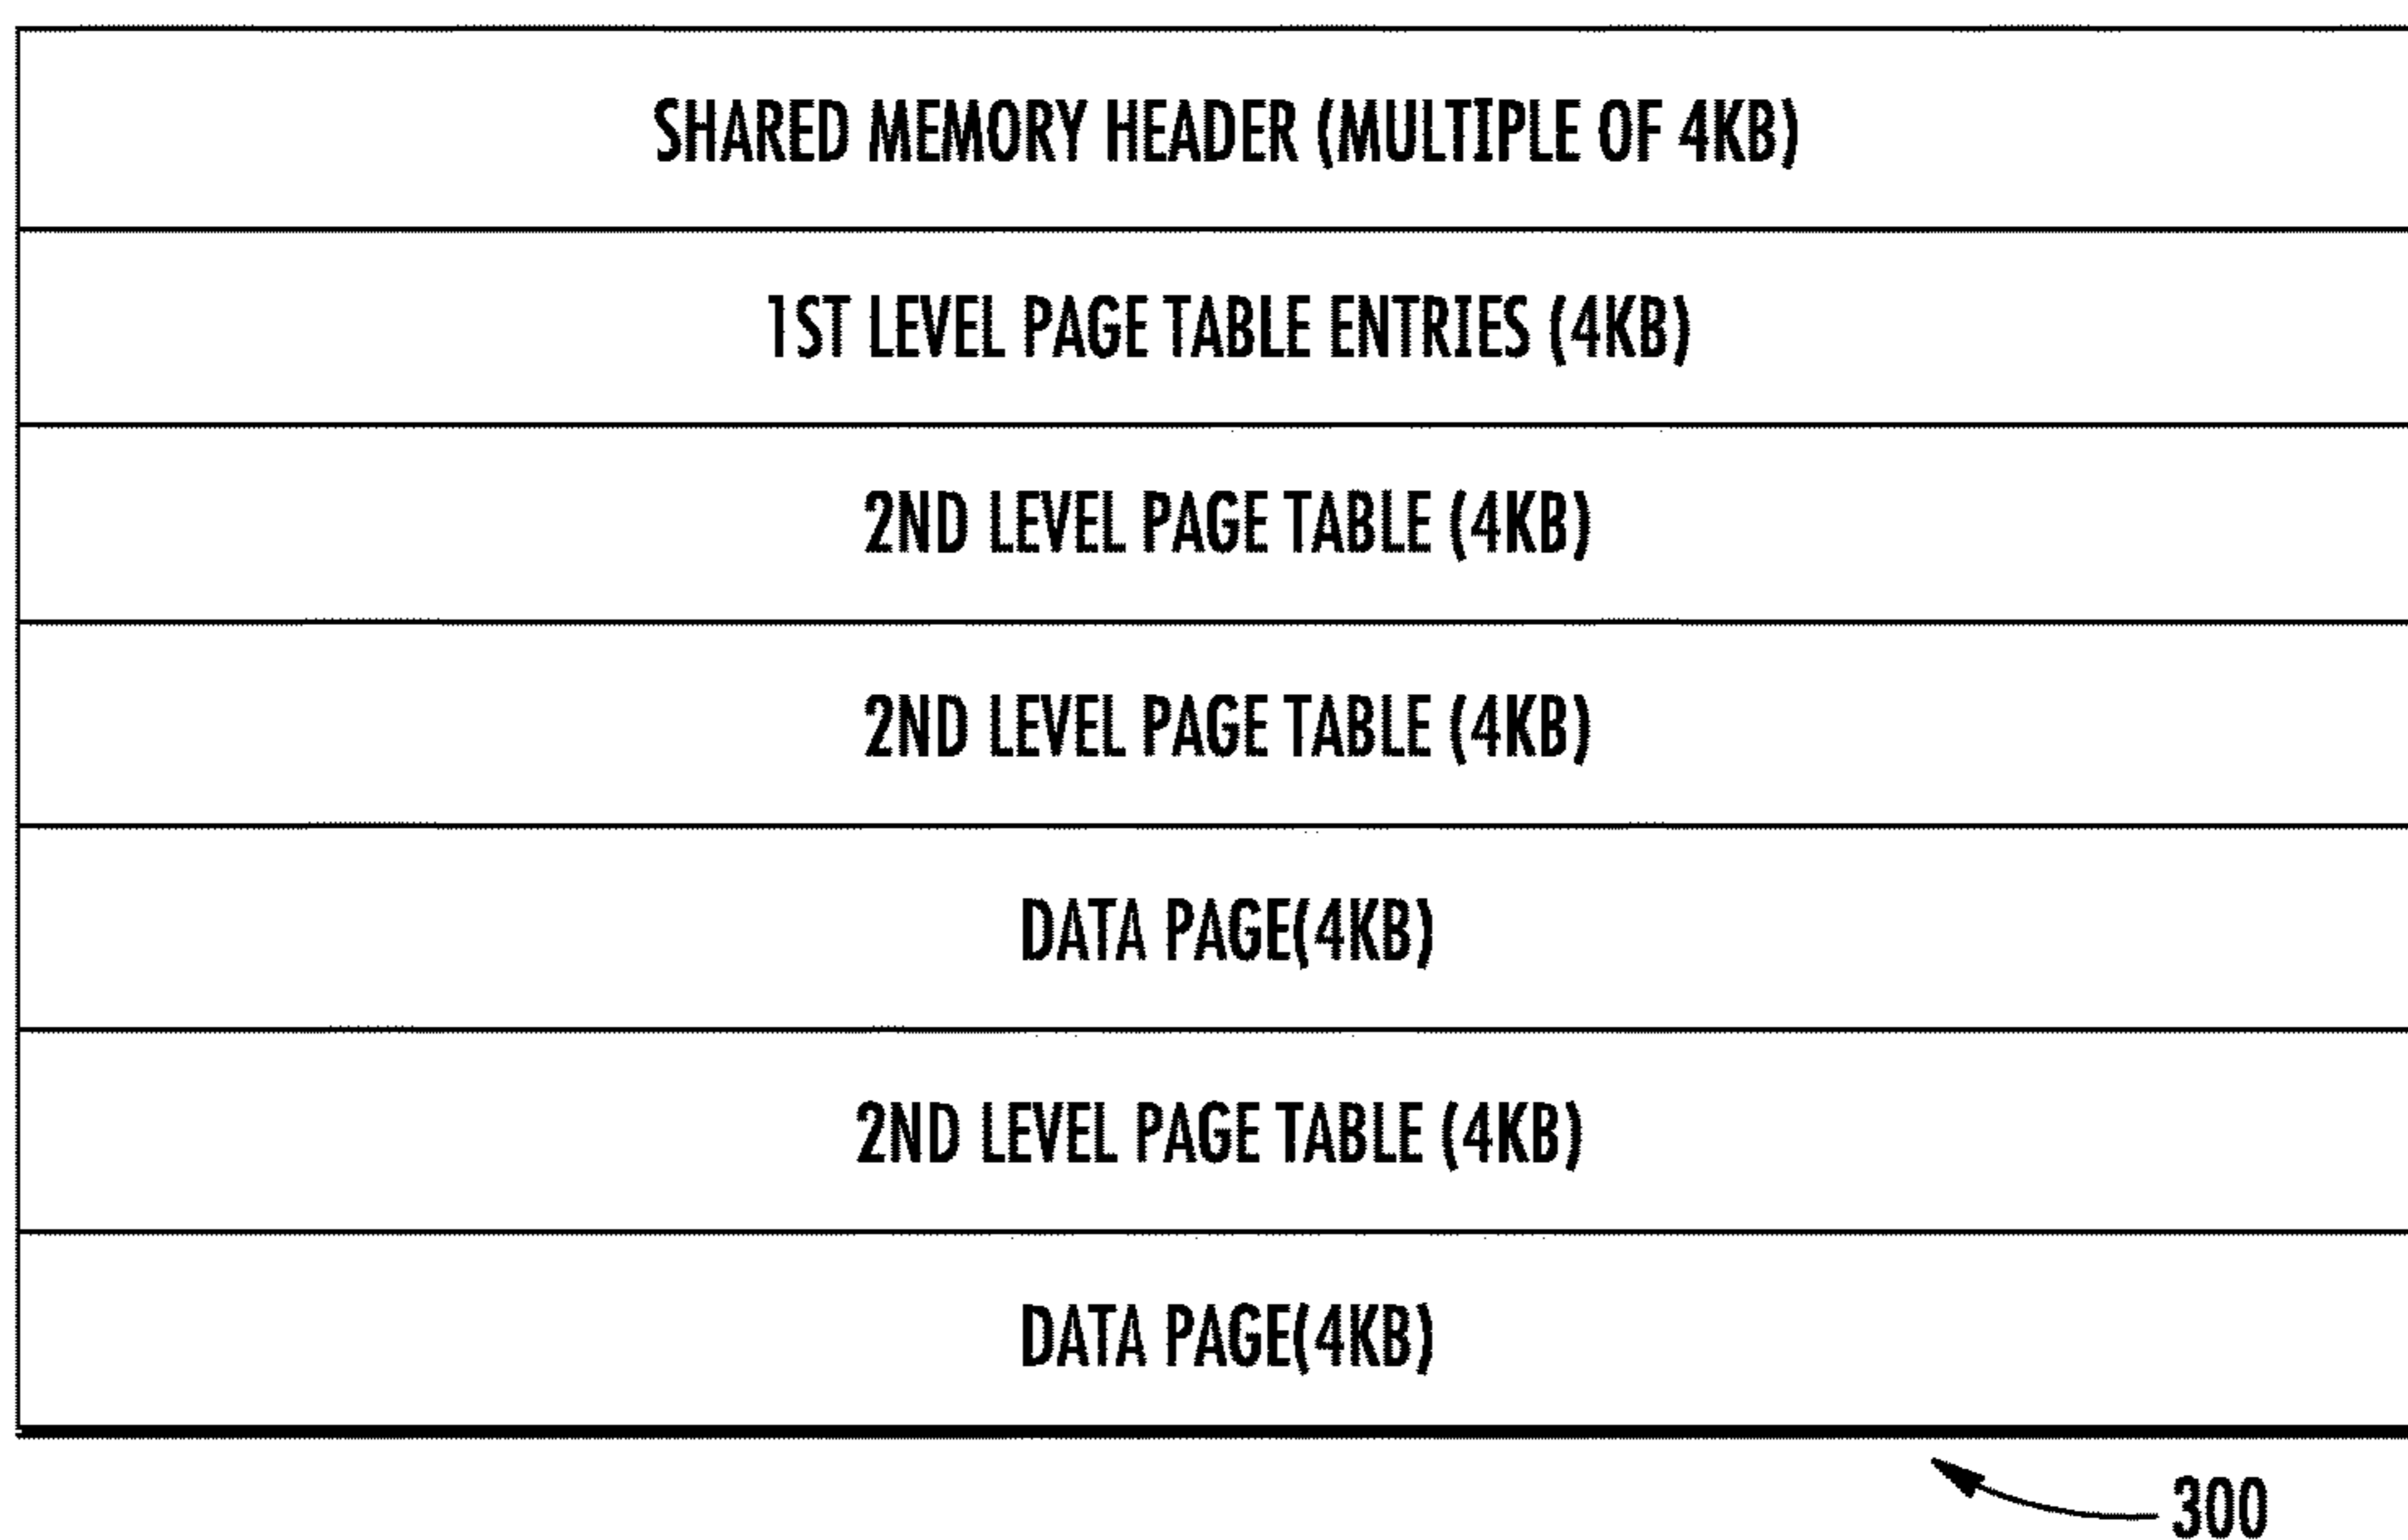 SHARED MEMORY HEADER (MULTIPLE OF 4KB)
1ST LEVEL PAGE TABLE ENTRIES (4KB)
2ND LEVEL PAGE TABLE (4KB)
2ND LEVEL PAGE TABLE (4KB)
DATA PAGE(4KB)
2ND LEVEL PAGE TABLE (4KB)
DATA PAGE(4KB)
300